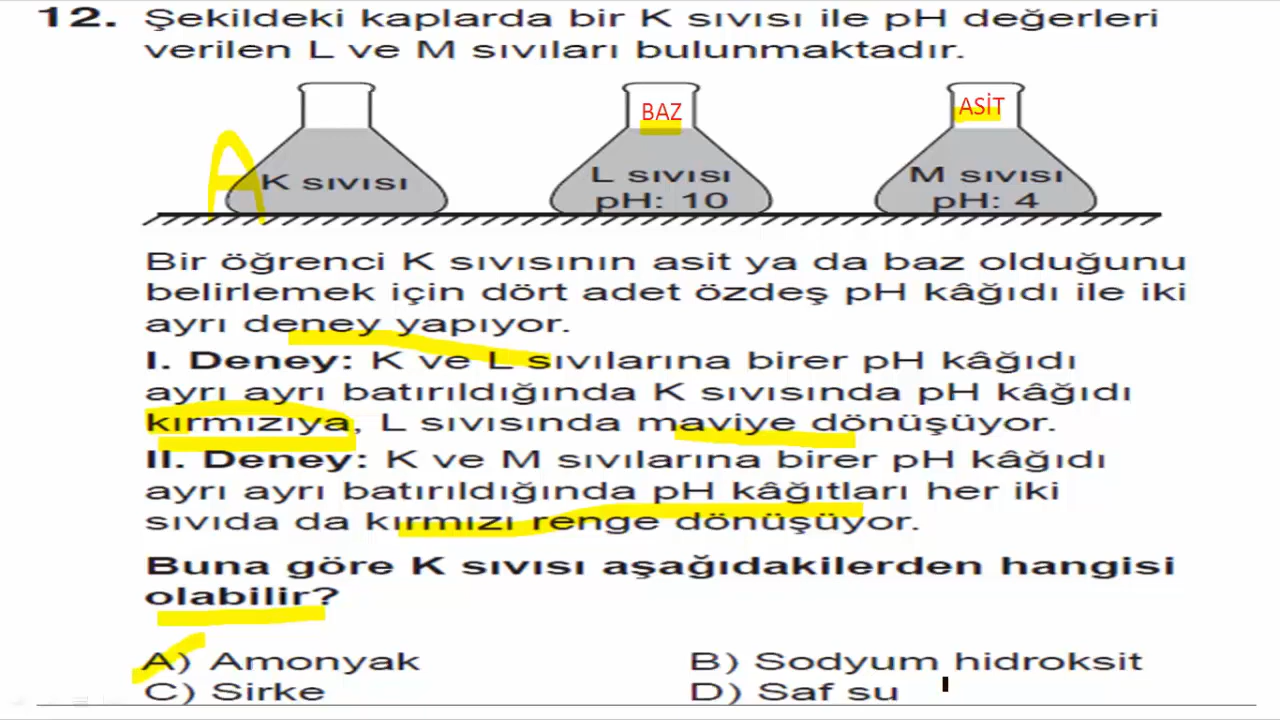 12. Şekildeki kaplarda bir K sıvısı ile pH değerleri
verilen L ve M sıvıları bulunmaktadır.
BAZ
ASİT
A
K sıvısı
L sıvısı
pH: 10
M sıvısı
pH: 4
Bir öğrenci K sıvısının asit ya da baz olduğunu
belirlemek için dört adet özdeş pH kâğıdı ile iki
ayrı deney yapıyor.
I. Deney: K ve L sıvılarına birer pH kâğıdı
ayrı ayrı batırıldığında K sıvısında pH kâğıdı
kırmızıya, L sıvısında maviye dönüşüyor.
II. Deney: K ve M sıvılarına birer pH kâğıdı
ayrı ayrı batırıldığında pH kâğıtları her iki
sıvıda da kırmızı renge dönüşüyor.
Buna göre K sıvısı aşağıdakilerden hangisi
olabilir?
A) Amonyak
B) Sodyum hidroksit
C) Sirke
D) Saf su